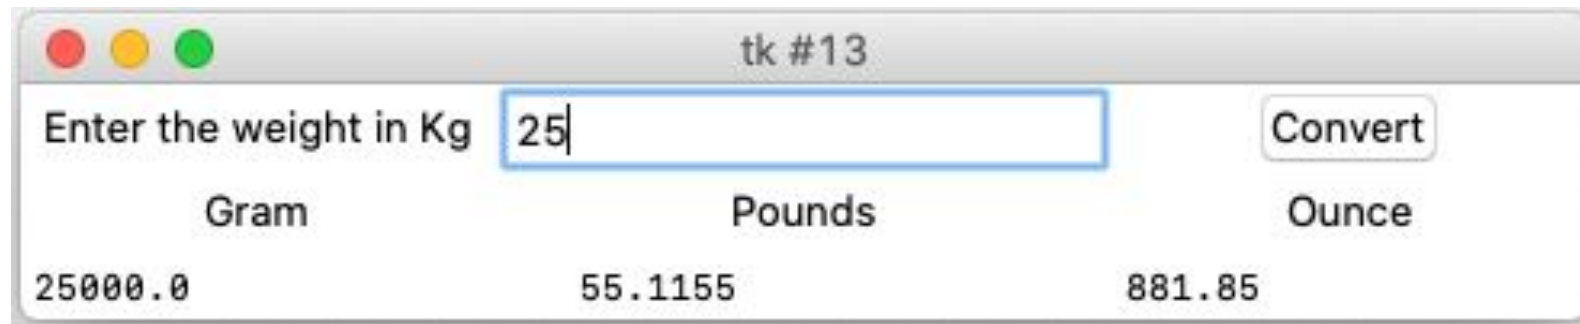 tk #13
Enter the weight in Kg 25 Convert
Gram Pounds Ounce
25000.0 55.1155 881.85